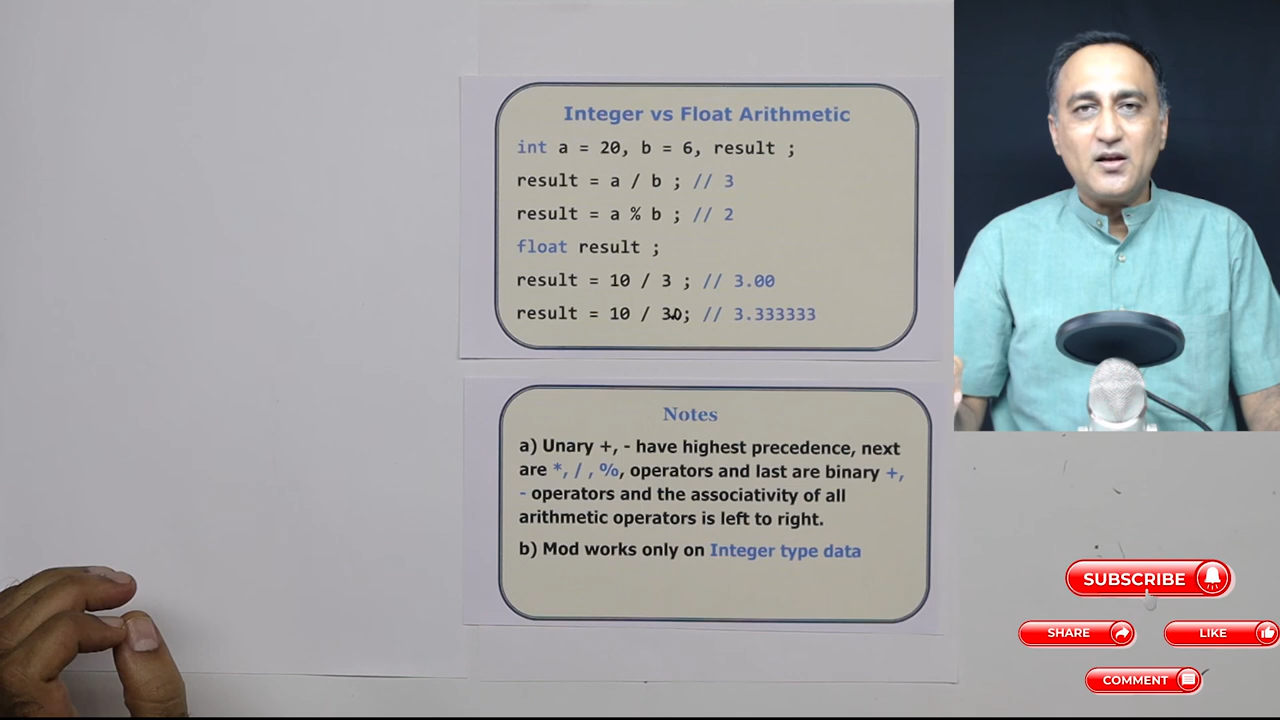 Integer vs Float Arithmetic
int a = 20, b = 6, result ;
result = a / b ; // 3
result = a % b ; // 2
float result ;
result = 10 / 3 ; // 3.00
result = 10 / 3.0; // 3.333333
Notes
a) Unary +, - have highest precedence, next
are *, / , %, operators and last are binary +,
- operators and the associativity of all
arithmetic operators is left to right.
b) Mod works only on Integer type data
SUBSCRIBE
SHARE
LIKE
COMMENT